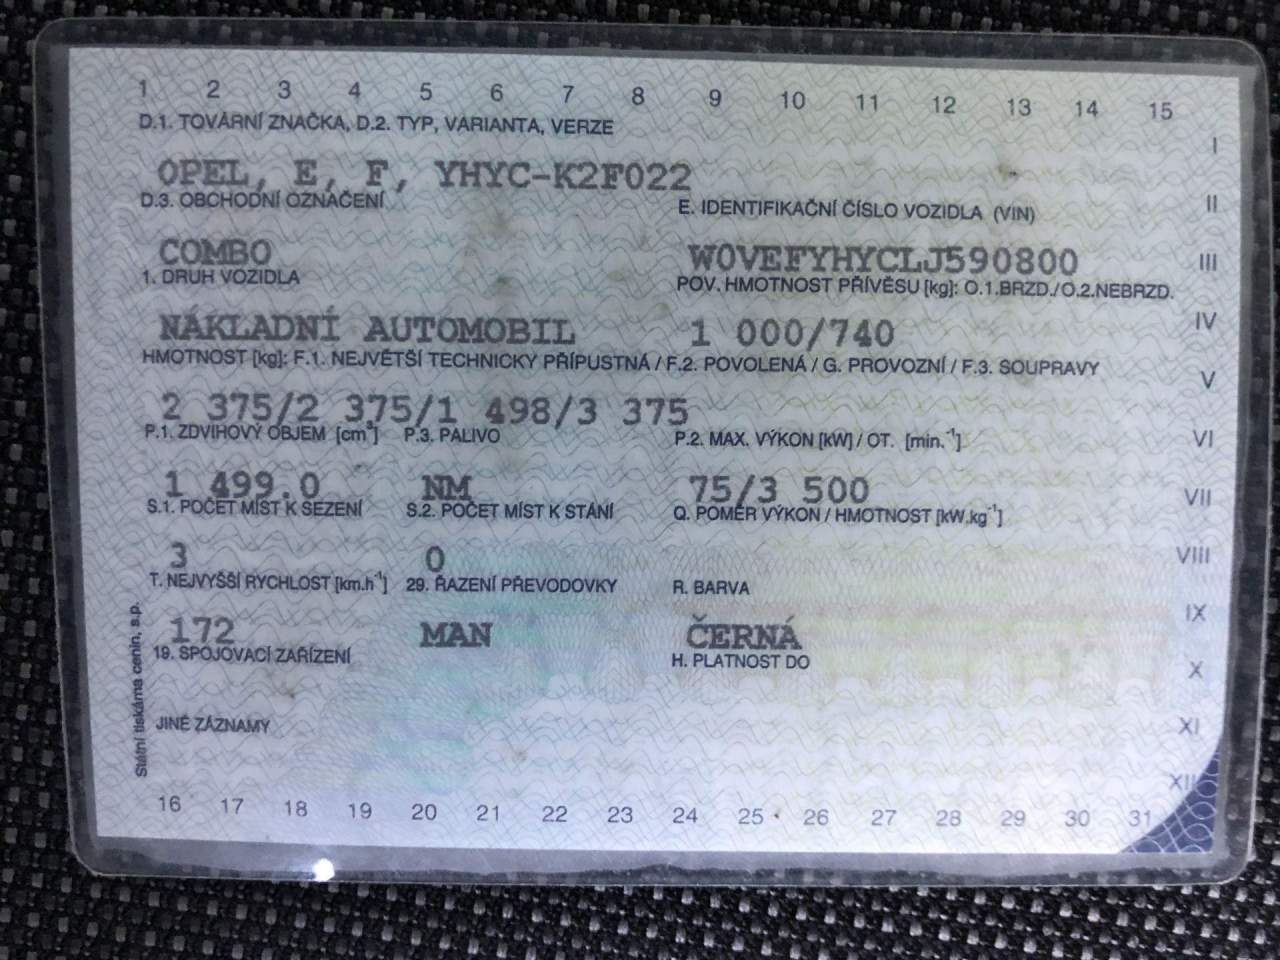 1 2 3 4 5 6 7 8 9 10 11 12 13 14 15
D.1. TOVÁRNÍ ZNAČKA, D.2. TYP, VARIANTA, VERZE
I
OPEL, E, F, YHYC-K2F022
D.3. OBCHODNÍ OZNAČENÍ E. IDENTIFIKAČNÍ ČÍSLO VOZIDLA (VIN) II
COMBO W0VEFYHYCLJ590800 III
1. DRUH VOZIDLA POV. HMOTNOST PŘÍVĚSU [kg]: O.1.BRZD./O.2.NEBRZD.
NÁKLADNÍ AUTOMOBIL 1 000/740 IV
HMOTNOST [kg]: F.1. NEJVĚTŠÍ TECHNICKY PŘÍPUSTNÁ / F.2. POVOLENÁ / G. PROVOZNÍ / F.3. SOUPRAVY V
2 375/2 375/1 498/3 375
P.1. ZDVIHOVÝ OBJEM [cm³] P.3. PALIVO P.2. MAX. VÝKON [kW] / OT. [min.⁻¹] VI
1 499.0 NM 75/3 500 VII
S.1. POČET MÍST K SEZENÍ S.2. POČET MÍST K STÁNÍ Q. POMĚR VÝKON / HMOTNOST [kW.kg⁻¹]
3 0 VIII
T. NEJVYŠŠÍ RYCHLOST [km.h⁻¹] 29. ŘAZENÍ PŘEVODOVKY R. BARVA
IX
172 MAN ČERNÁ
19. SPOJOVACÍ ZAŘÍZENÍ H. PLATNOST DO X
JINÉ ZÁZNAMY XI
XII
16 17 18 19 20 21 22 23 24 25 26 27 28 29 30 31
Státní tiskárna cenin, s.p.